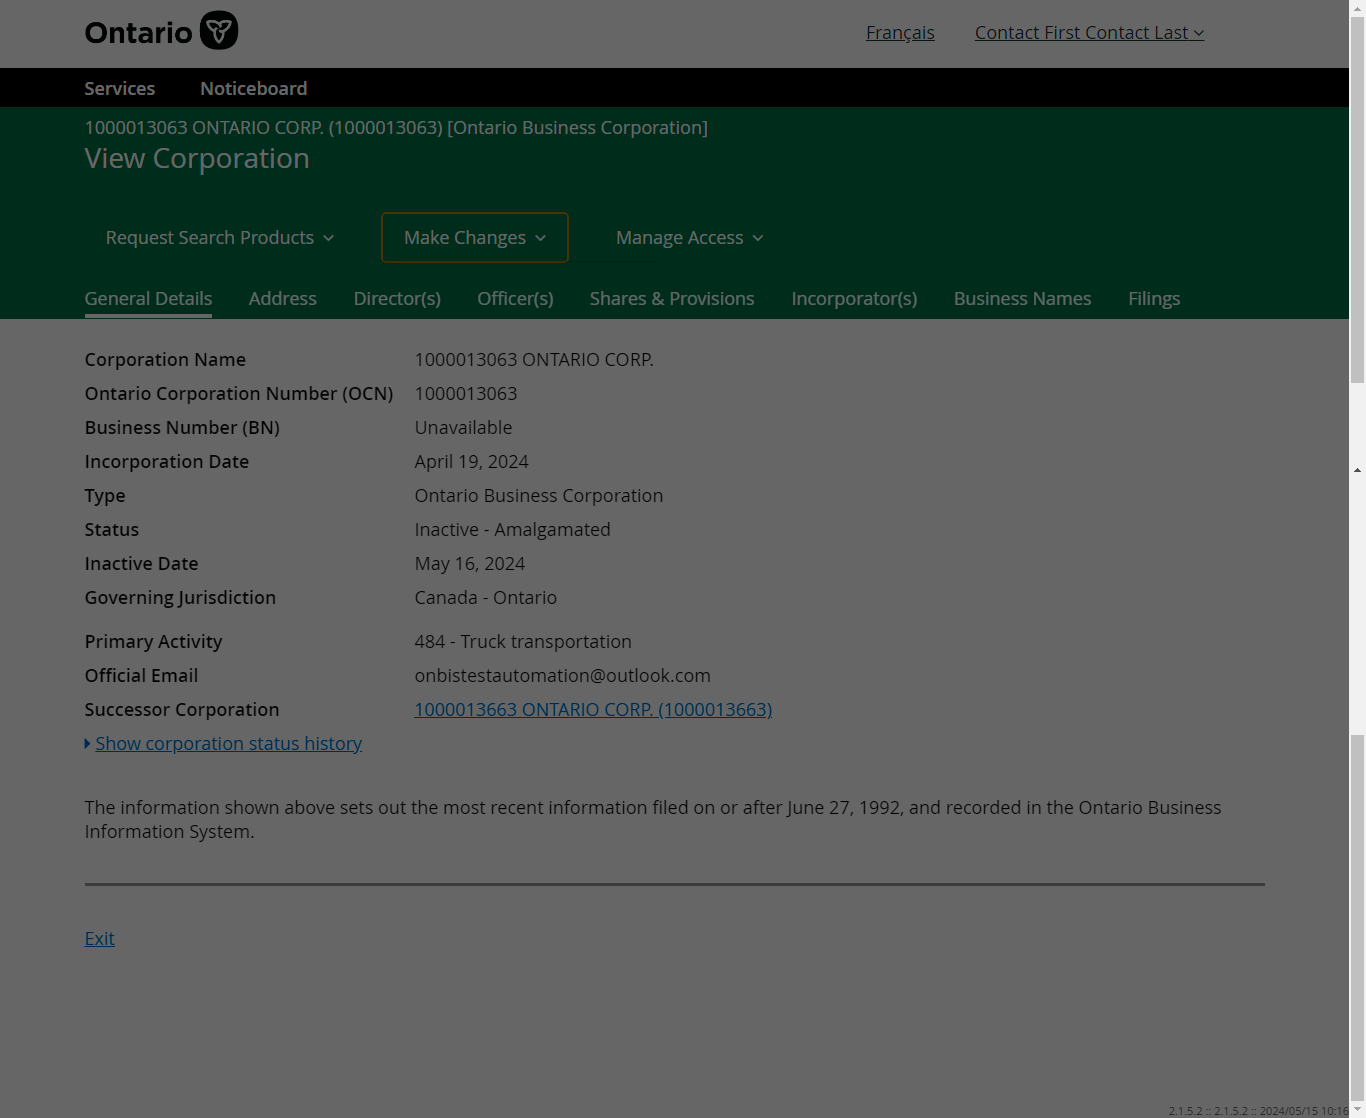 Ontario
Français
Contact First Contact Last
Services
Noticeboard
1000013063 ONTARIO CORP. (1000013063) [Ontario Business Corporation]
View Corporation
Request Search Products
Make Changes
Manage Access
General Details
Address
Director(s)
Officer(s)
Shares & Provisions
Incorporator(s)
Business Names
Filings
Corporation Name 1000013063 ONTARIO CORP.
Ontario Corporation Number (OCN) 1000013063
Business Number (BN) Unavailable
Incorporation Date April 19, 2024
Type Ontario Business Corporation
Status Inactive - Amalgamated
Inactive Date May 16, 2024
Governing Jurisdiction Canada - Ontario
Primary Activity 484 - Truck transportation
Official Email onbistestautomation@outlook.com
Successor Corporation 1000013663 ONTARIO CORP. (1000013663)
Show corporation status history
The information shown above sets out the most recent information filed on or after June 27, 1992, and recorded in the Ontario Business
Information System.
Exit
2.1.5.2 :: 2.1.5.2 :: 2024/05/15 10:16